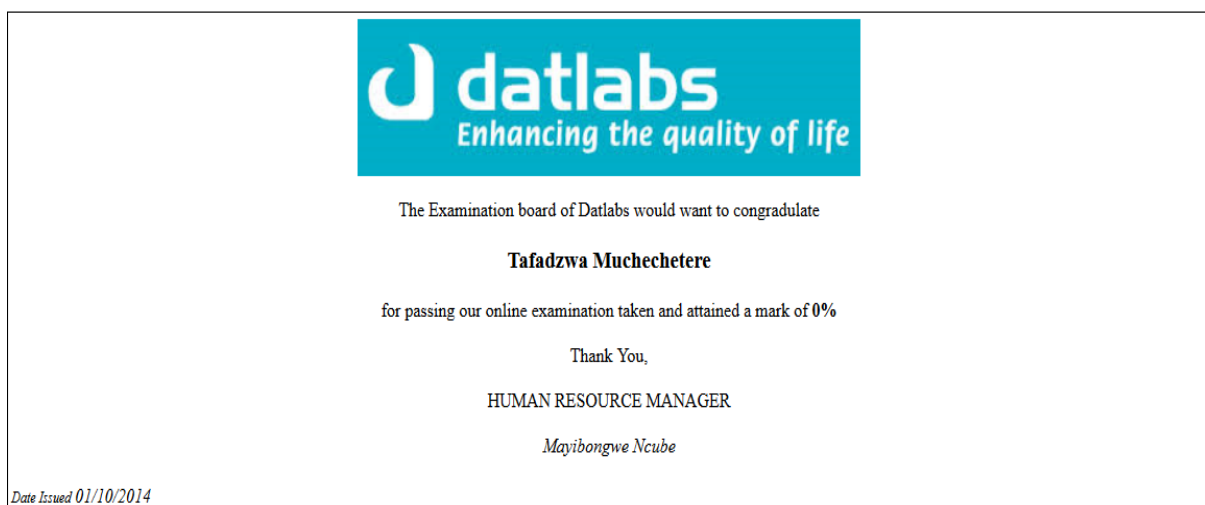 datlabs
Enhancing the quality of life
The Examination board of Datlabs would want to congradulate
Tafadzwa Muchechetere
for passing our online examination taken and attained a mark of 0%
Thank You,
HUMAN RESOURCE MANAGER
Mayibongwe Ncube
Date Issued 01/10/2014